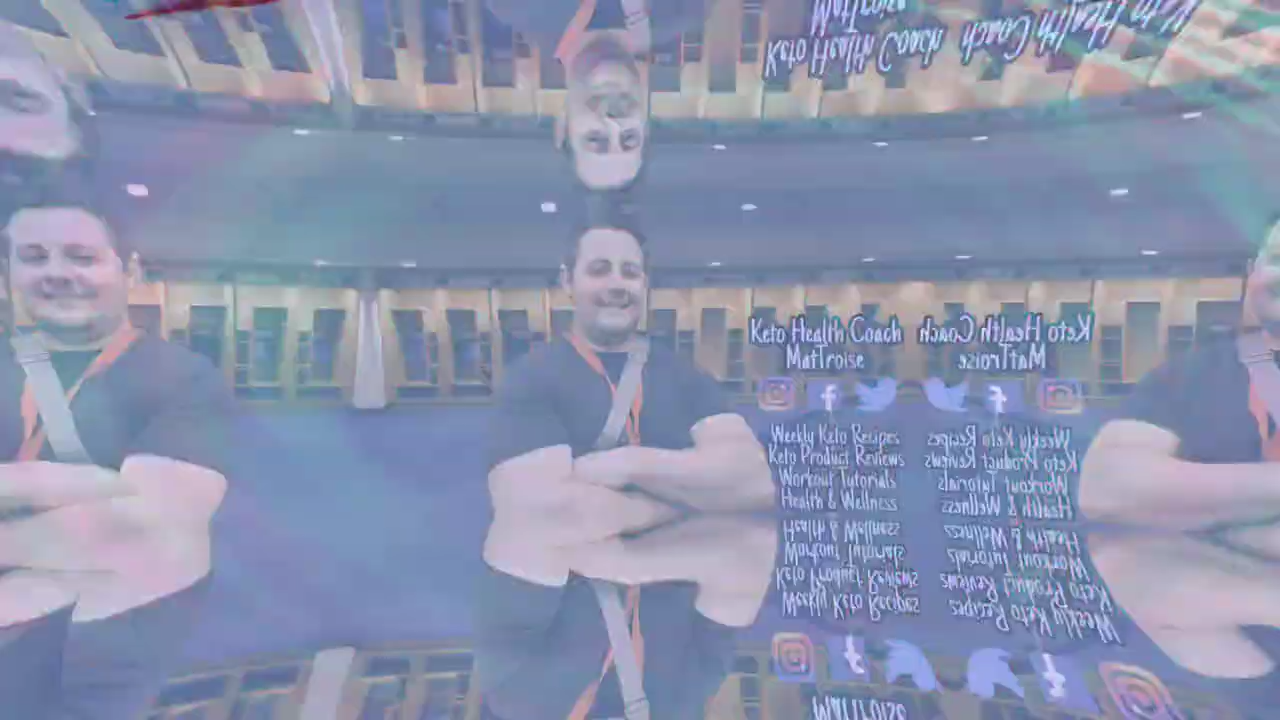 Keto Health Coach
MatTroise
Weekly Keto Recipes
Keto Product Reviews
Workout Tutorials
Health & Wellness